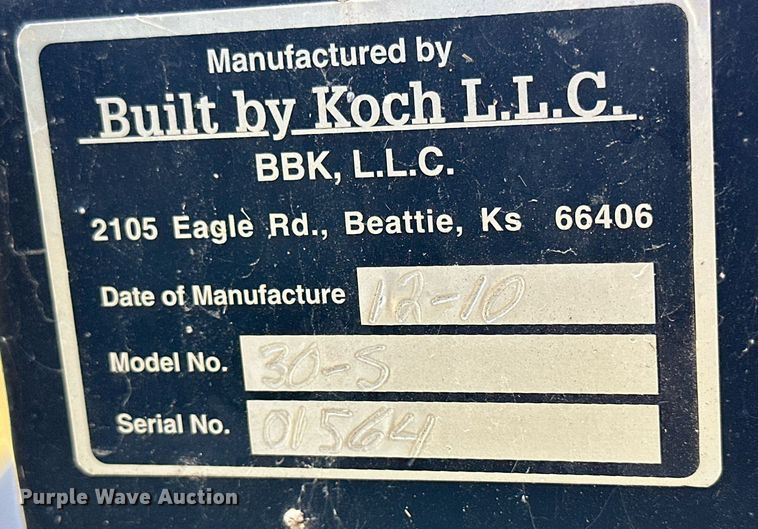 Manufactured by
Built by Koch L.L.C.
BBK, L.L.C.
2105 Eagle Rd., Beattie, Ks 66406
Date of Manufacture 12-10
Model No. 30-S
Serial No. 01564
Purple Wave Auction